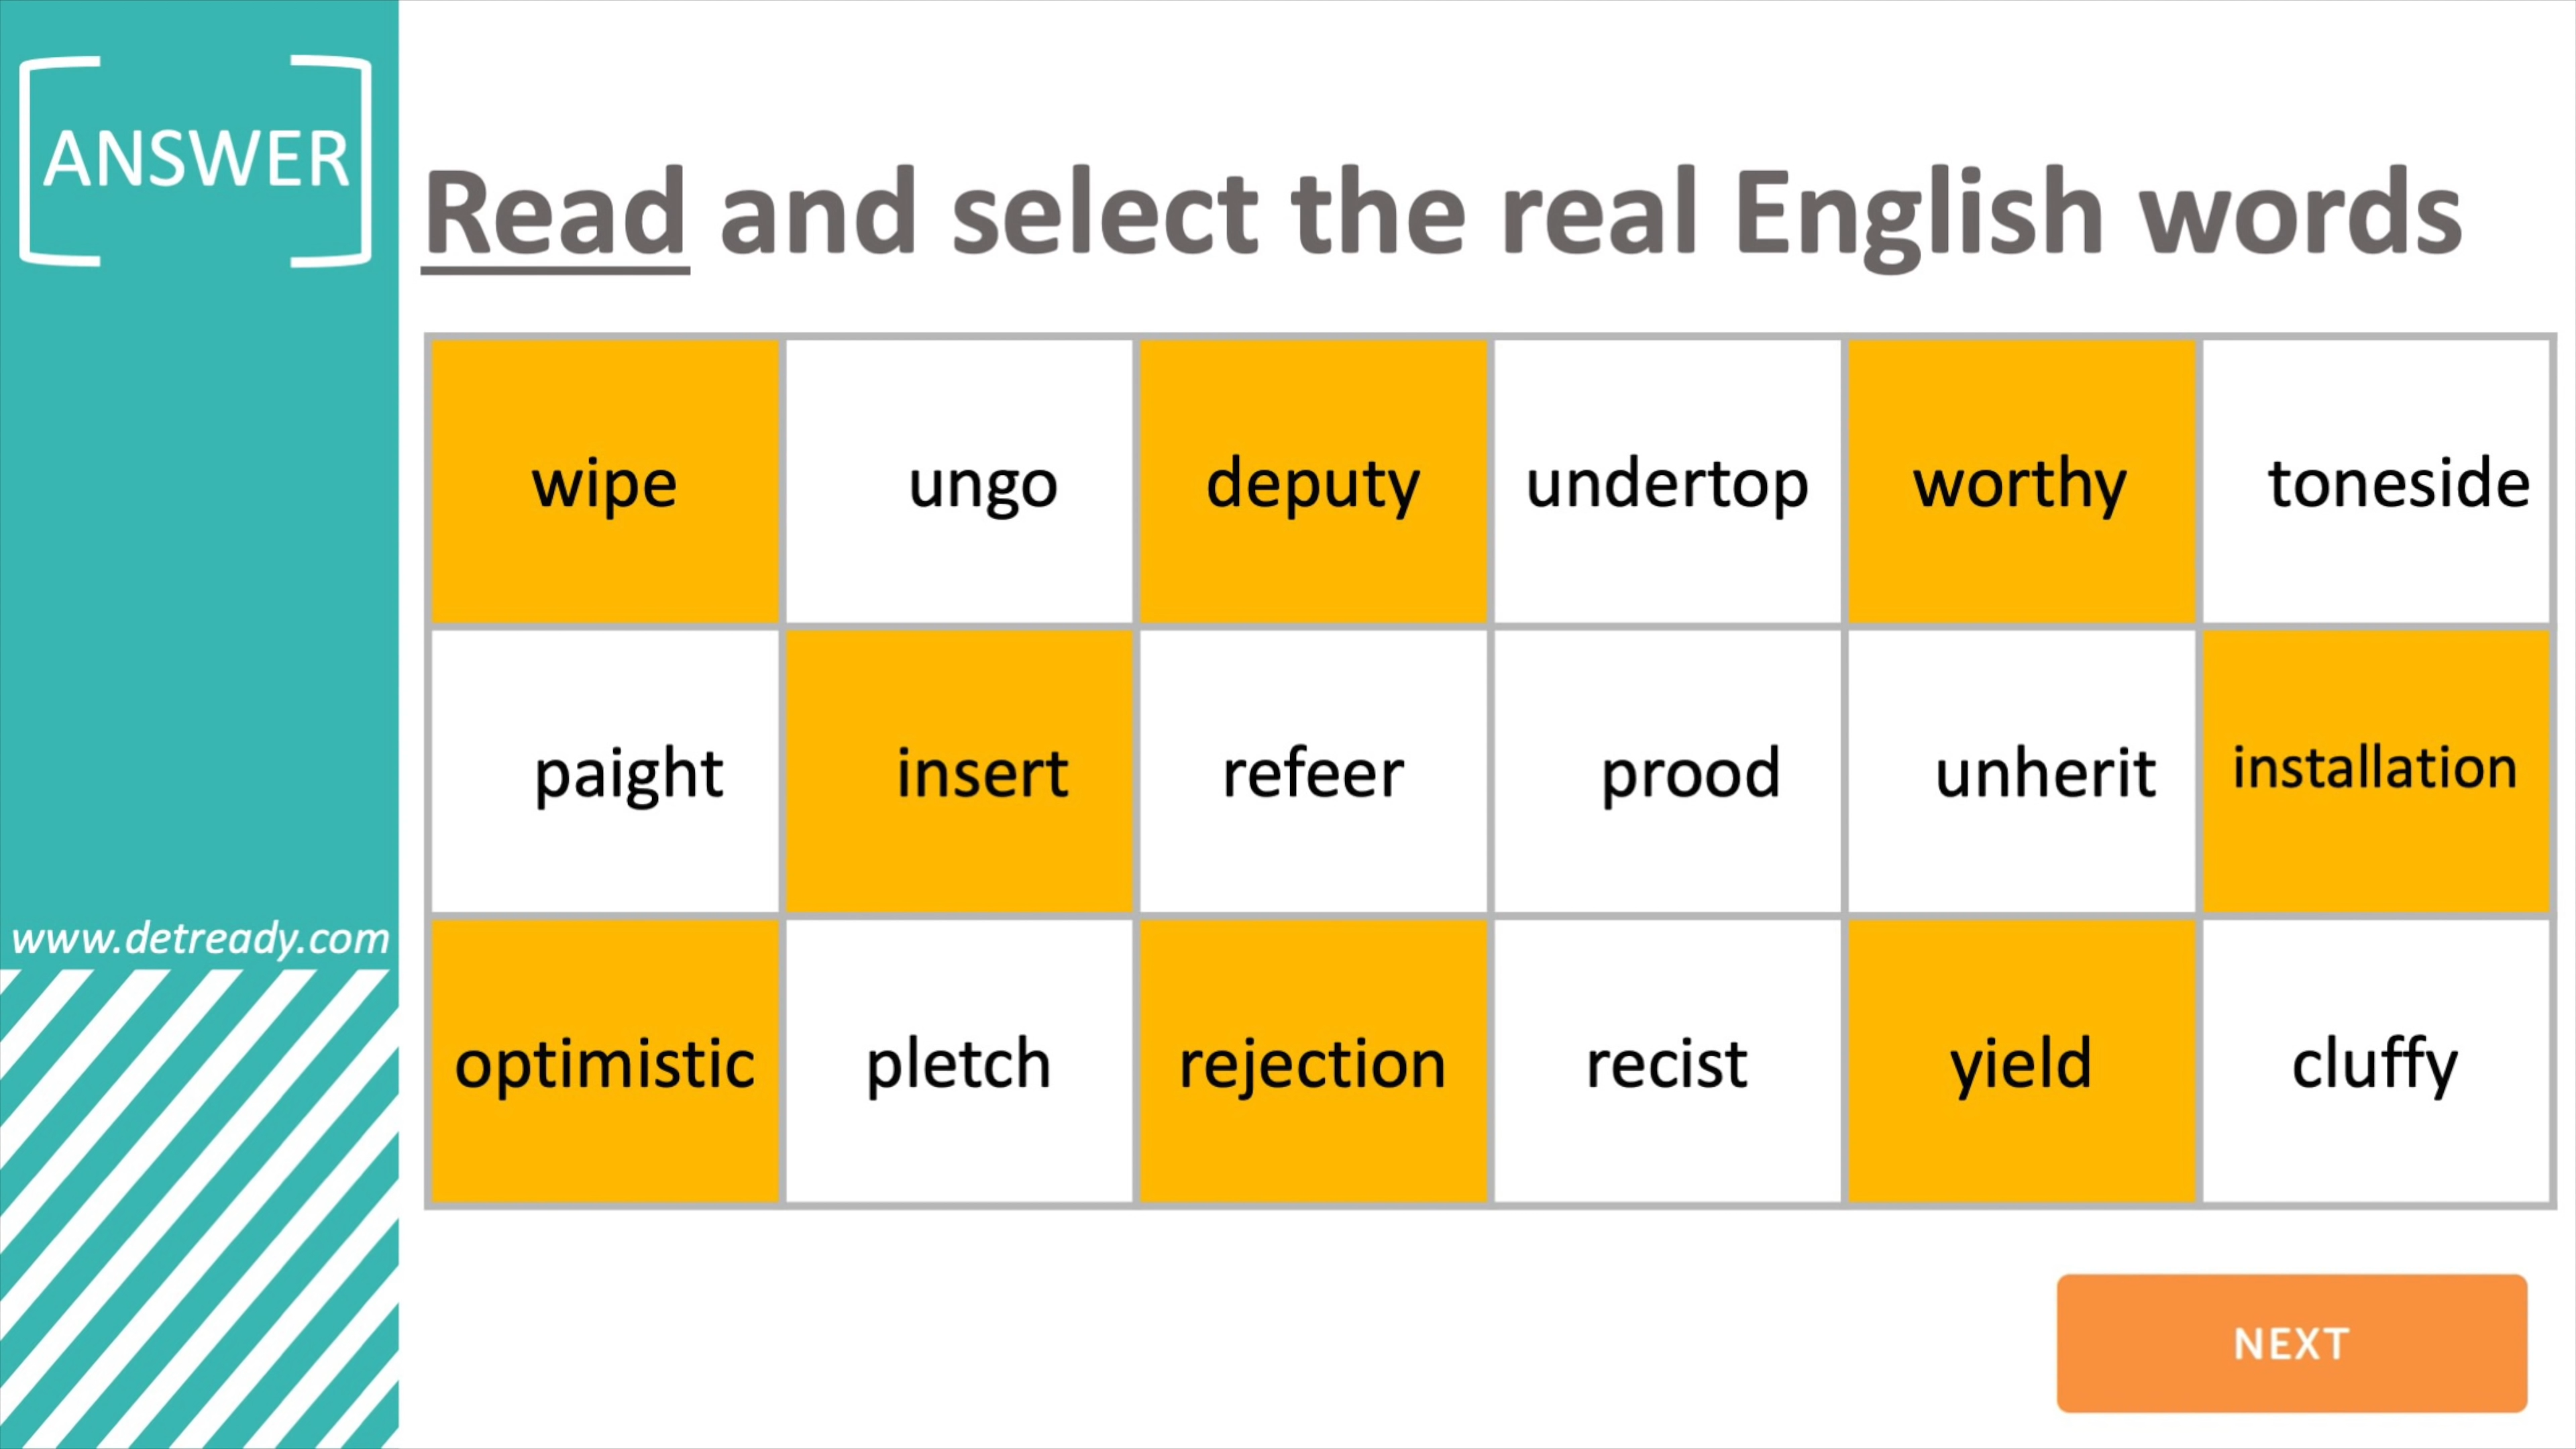 ANSWER
Read and select the real English words
wipe ungo deputy undertop worthy toneside
paight insert refeer prood unherit installation
optimistic pletch rejection recist yield cluffy
www.detready.com
NEXT